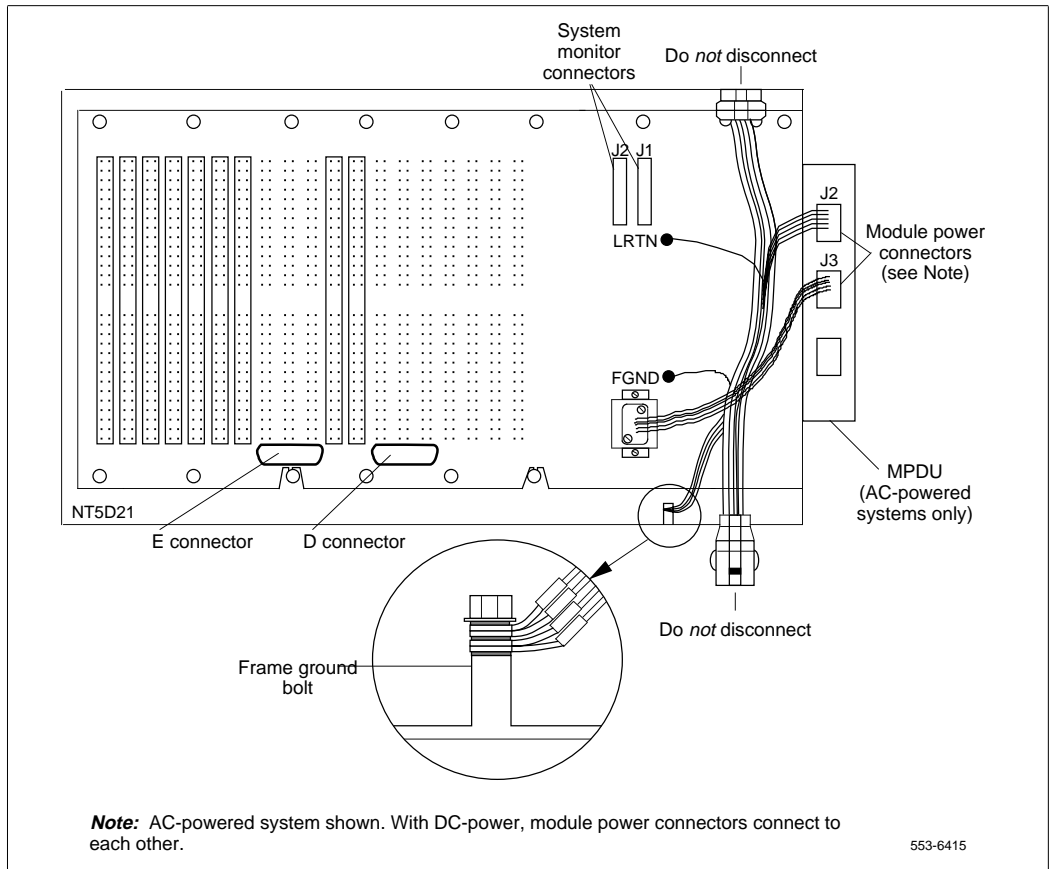 System
monitor
connectors
Do not disconnect
J2 J1
J2
LRTN
Module power
connectors
(see Note)
J3
FGND
MPDU
(AC-powered
systems only)
NT5D21
E connector
D connector
Do not disconnect
Frame ground
bolt
Note: AC-powered system shown. With DC-power, module power connectors connect to
each other.
553-6415